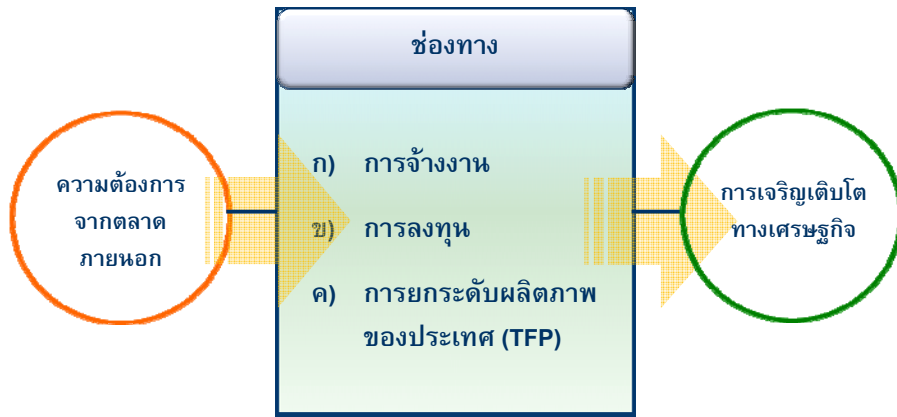 ช่องทาง
ความต้องการ
จากตลาด
ภายนอก
ก) การจ้างงาน
ข) การลงทุน
ค) การยกระดับผลิตภาพ
ของประเทศ (TFP)
การเจริญเติบโต
ทางเศรษฐกิจ